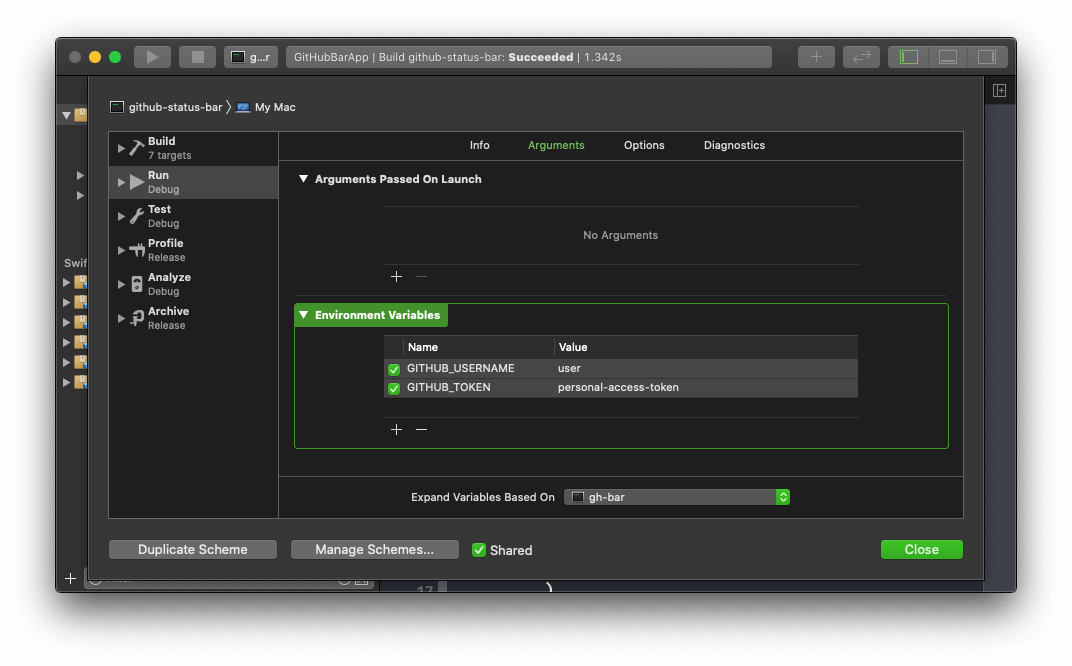 g...r
GitHubBarApp | Build github-status-bar: Succeeded | 1.342s
github-status-bar
My Mac
Build
7 targets
Run
Debug
Test
Debug
Profile
Release
Analyze
Debug
Archive
Release
Info Arguments Options Diagnostics
Arguments Passed On Launch
No Arguments
Environment Variables
Name Value
GITHUB_USERNAME user
GITHUB_TOKEN personal-access-token
Expand Variables Based On gh-bar
Swif
Duplicate Scheme Manage Schemes... Shared Close
17